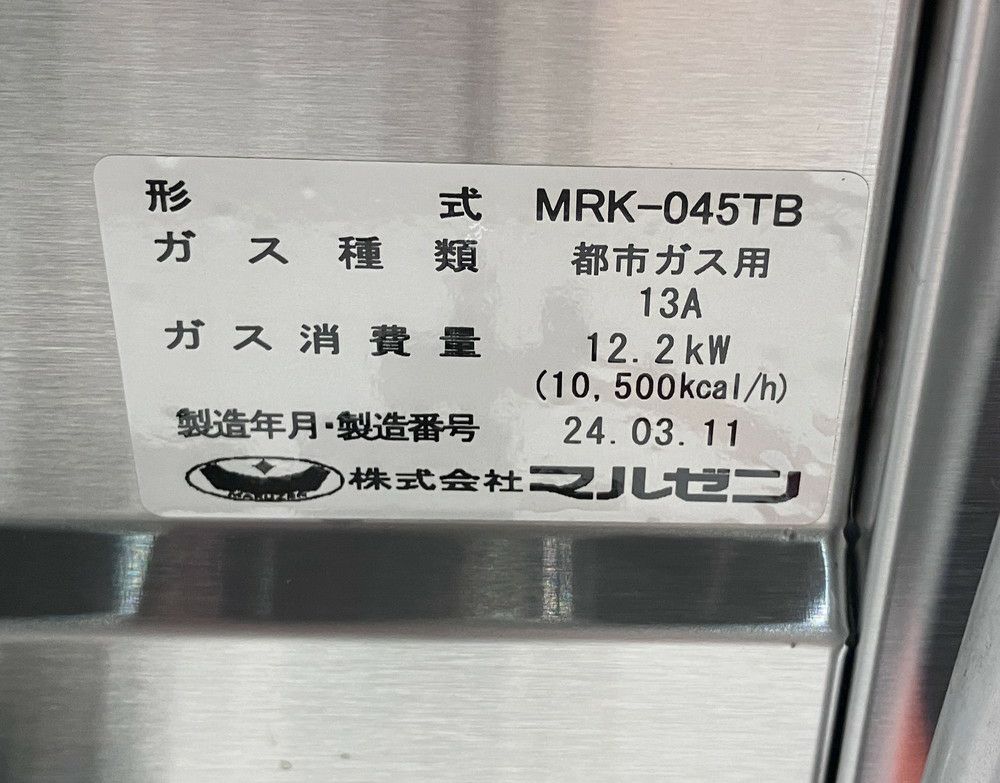 形式 MRK-045TB
ガス種類 都市ガス用
13A
ガス消費量 12.2kW
(10,500kcal/h)
製造年月・製造番号 24.03.11
MARUZEN 株式会社マルゼン